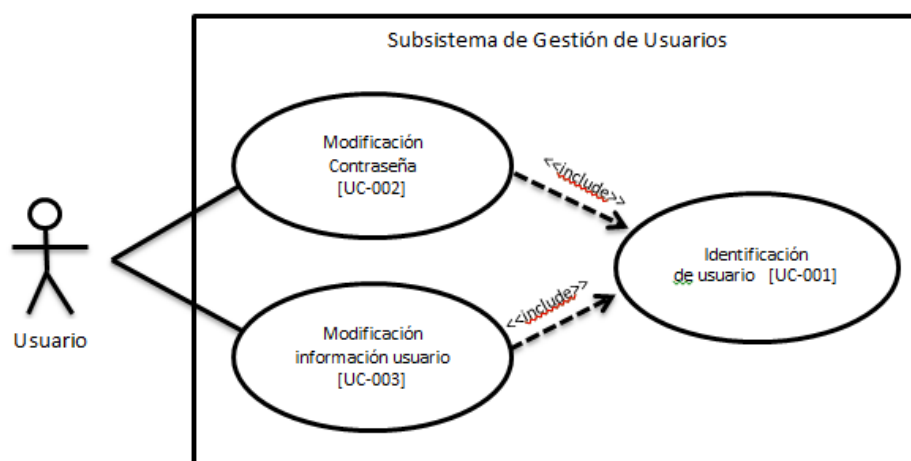 Subsistema de Gestión de Usuarios
Modificación
Contraseña
[UC-002]
<<include>>
Identificación
de usuario [UC-001]
<<include>>
Usuario
Modificación
información usuario
[UC-003]